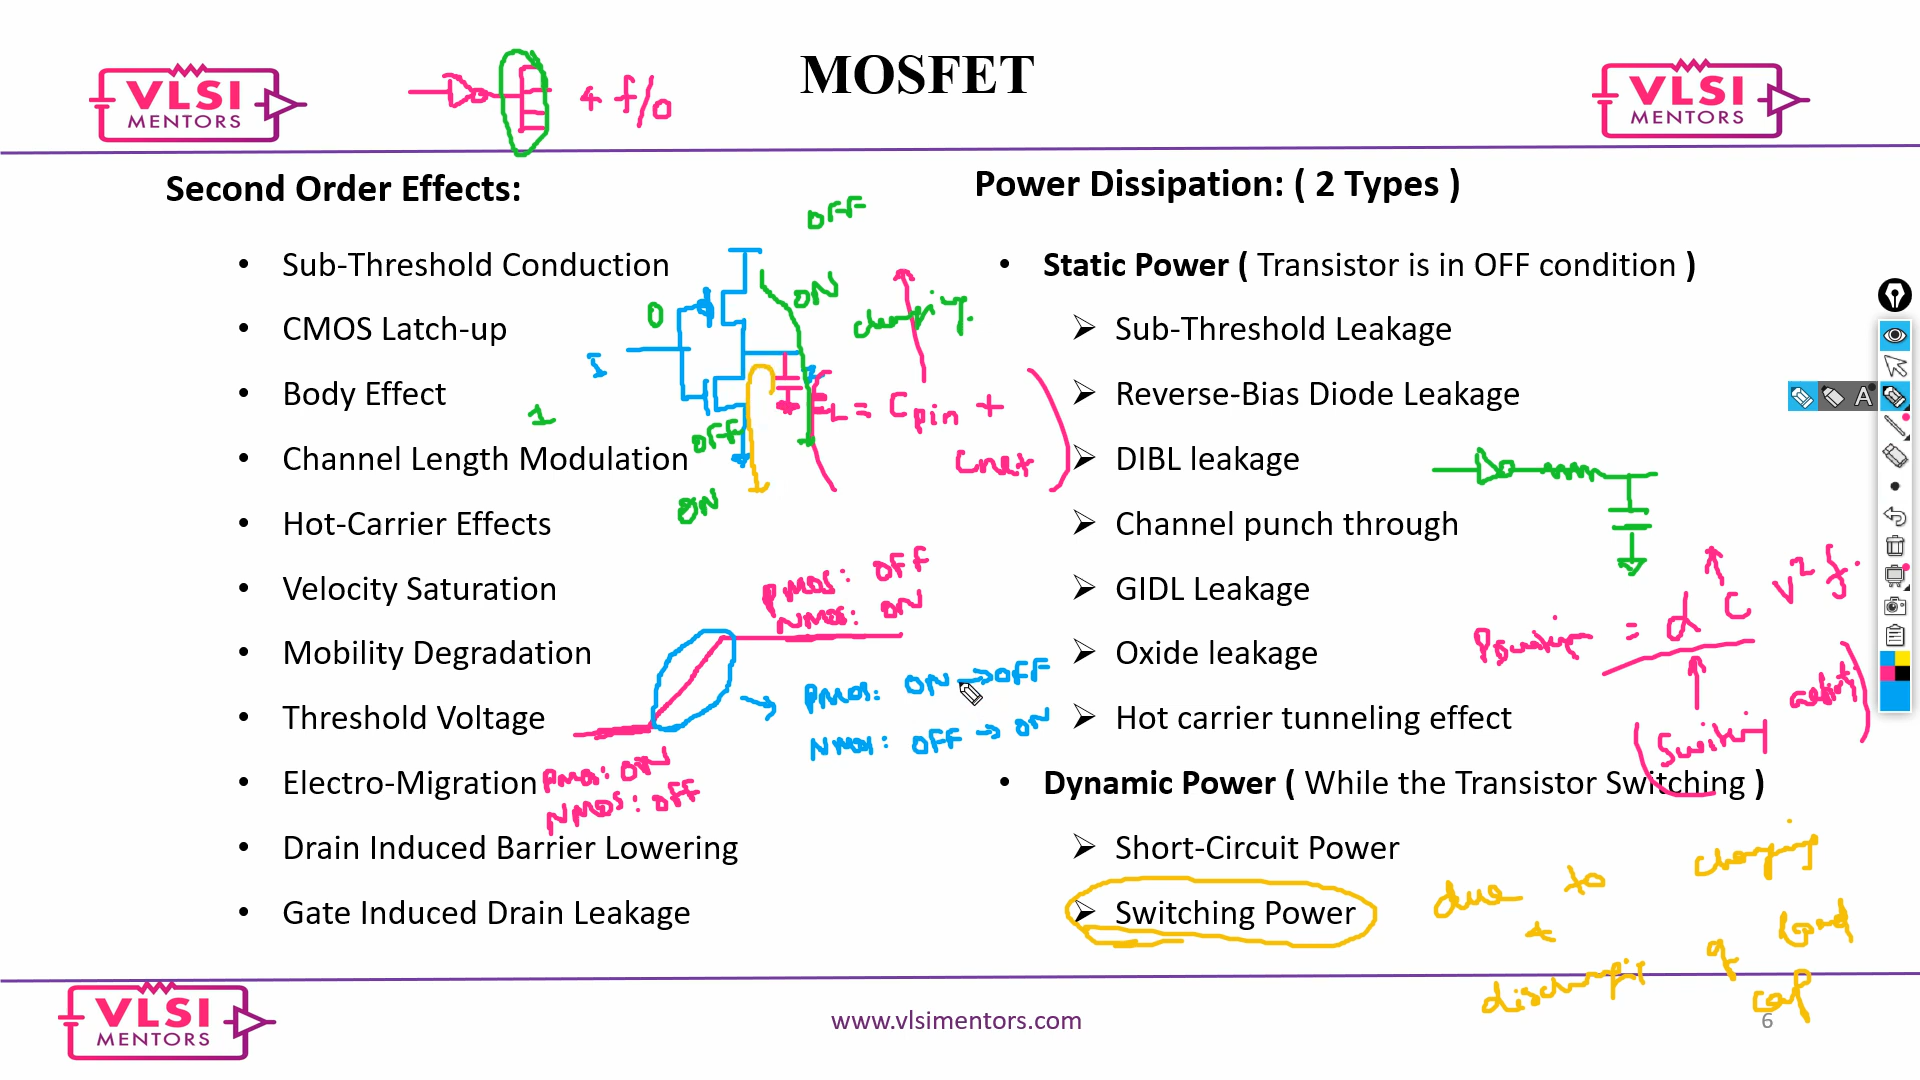 MOSFET
VLSI
MENTORS
4 f/o
VLSI
MENTORS
Second Order Effects:
• Sub-Threshold Conduction
• CMOS Latch-up
• Body Effect
• Channel Length Modulation
• Hot-Carrier Effects
• Velocity Saturation
• Mobility Degradation
• Threshold Voltage
• Electro-Migration
• Drain Induced Barrier Lowering
• Gate Induced Drain Leakage
OFF
ON
0
charging.
I
1
OFF
ON
CL = Cpin +
Cnet
PMOS: OFF
NMOS: ON
PMOS: ON → OFF
NMOS: OFF → ON
PMOS: ON
NMOS: OFF
Power Dissipation: ( 2 Types )
• Static Power ( Transistor is in OFF condition )
➢ Sub-Threshold Leakage
➢ Reverse-Bias Diode Leakage
➢ DIBL leakage
➢ Channel punch through
➢ GIDL Leakage
➢ Oxide leakage
➢ Hot carrier tunneling effect
• Dynamic Power ( While the Transistor Switching )
➢ Short-Circuit Power
➢ Switching Power
= α C V² f.
activity
due to charging
&
discharging of load
cap
A
VLSI
MENTORS
www.vlsimentors.com
6